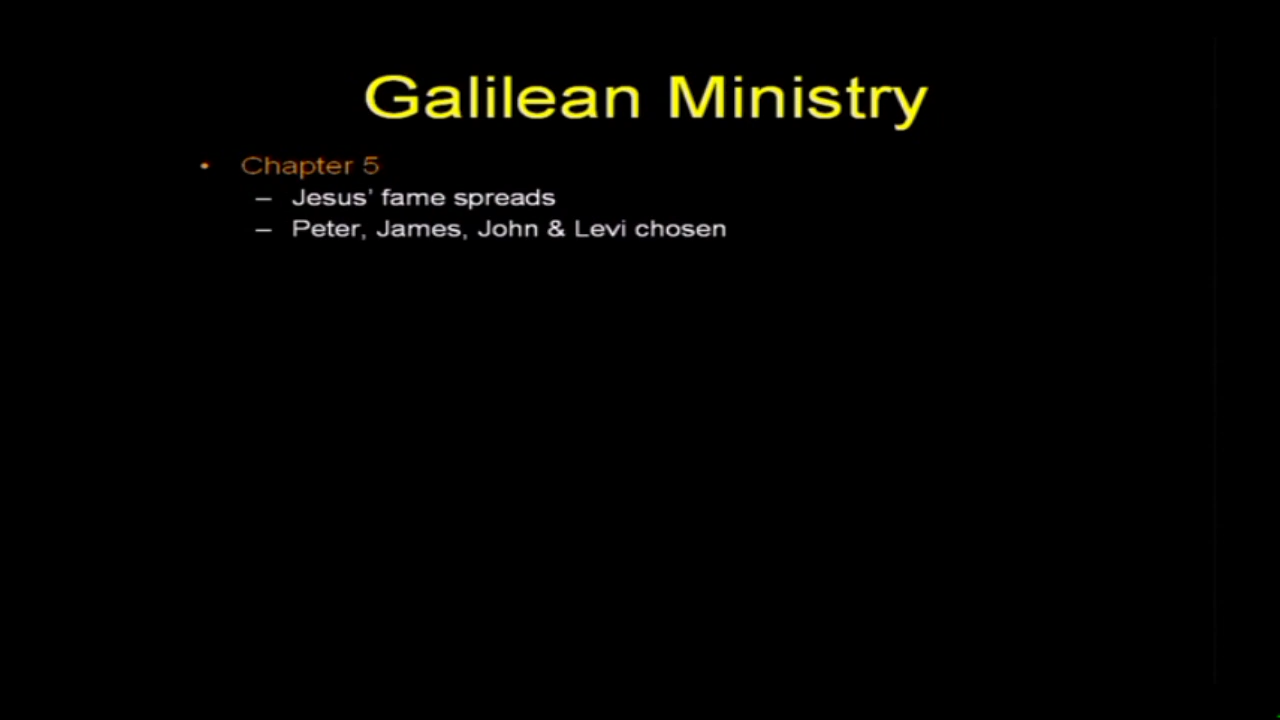 Galilean Ministry
• Chapter 5
– Jesus’ fame spreads
– Peter, James, John & Levi chosen